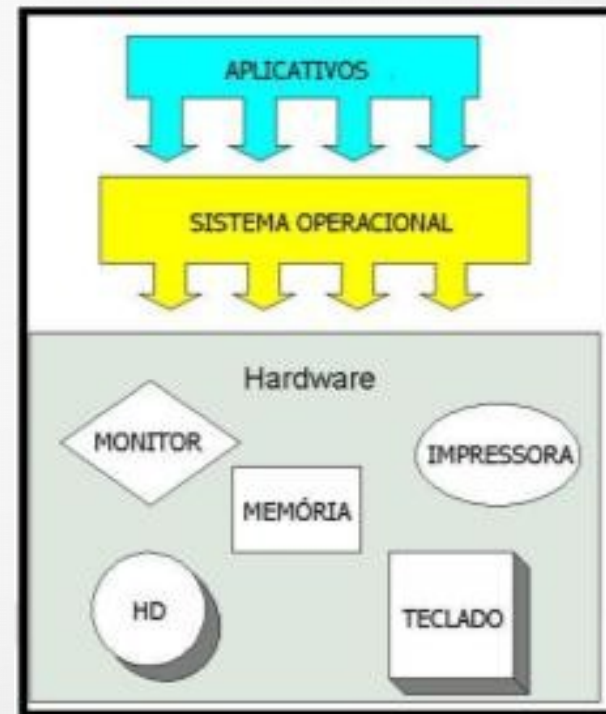 APLICATIVOS
SISTEMA OPERACIONAL
Hardware
MONITOR
IMPRESSORA
MEMÓRIA
HD
TECLADO